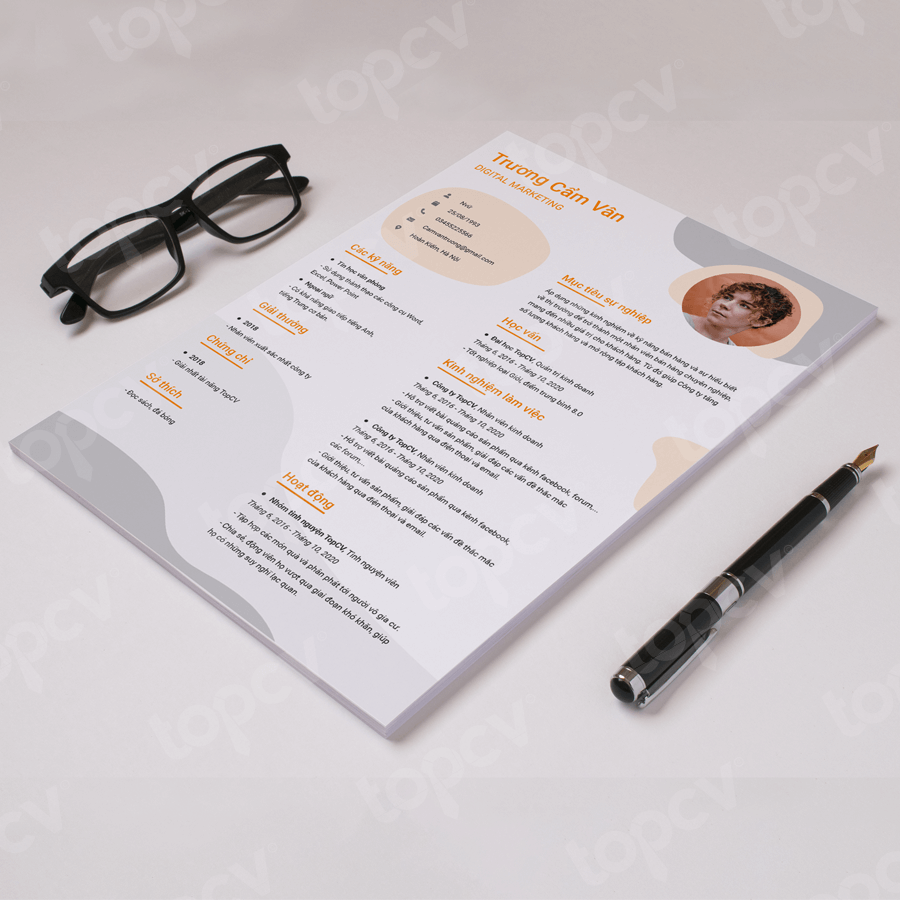 Trương Cẩm Vân
DIGITAL MARKETING
Nữ
25/08/1993
03455225566
Camvantruong@gmail.com
Hoàn Kiếm, Hà Nội
Các kỹ năng
• Tin học văn phòng
- Sử dụng thành thạo các công cụ Word,
Excel, Power Point
• Ngoại ngữ
- Có khả năng giao tiếp tiếng Anh,
tiếng Trung cơ bản.
Giải thưởng
• 2018
- Nhân viên xuất sắc nhất công ty
Chứng chỉ
• 2018
- Giải nhất tài năng TopCV
Sở thích
- Đọc sách, đá bóng
Mục tiêu sự nghiệp
Áp dụng những kinh nghiệm về kỹ năng bán hàng và sự hiểu biết
về thị trường để trở thành một nhân viên bán hàng chuyên nghiệp,
mang đến nhiều giá trị cho khách hàng. Từ đó giúp Công ty tăng
số lượng khách hàng và mở rộng tập khách hàng.
Học vấn
• Đại học TopCV, Quản trị kinh doanh
Tháng 6, 2016 - Tháng 10, 2020
- Tốt nghiệp loại Giỏi, điểm trung bình 8.0
Kinh nghiệm làm việc
• Công ty TopCV, Nhân viên kinh doanh
Tháng 6, 2016 - Tháng 10, 2020
- Hỗ trợ viết bài quảng cáo sản phẩm qua kênh facebook, forum,...
- Giới thiệu, tư vấn sản phẩm, giải đáp các vấn đề thắc mắc
của khách hàng qua điện thoại và email.
• Công ty TopCV, Nhân viên kinh doanh
Tháng 6, 2016 - Tháng 10, 2020
- Hỗ trợ viết bài quảng cáo sản phẩm qua kênh facebook,
các forum,...
- Giới thiệu, tư vấn sản phẩm, giải đáp các vấn đề thắc mắc
của khách hàng qua điện thoại và email.
Hoạt động
• Nhóm tình nguyện TopCV, Tình nguyện viên
Tháng 6, 2016 - Tháng 10, 2020
- Tập hợp các món quà và phân phát tới người vô gia cư.
- Chia sẻ, động viên họ vượt qua giai đoạn khó khăn, giúp
họ có những suy nghĩ lạc quan.
topcv